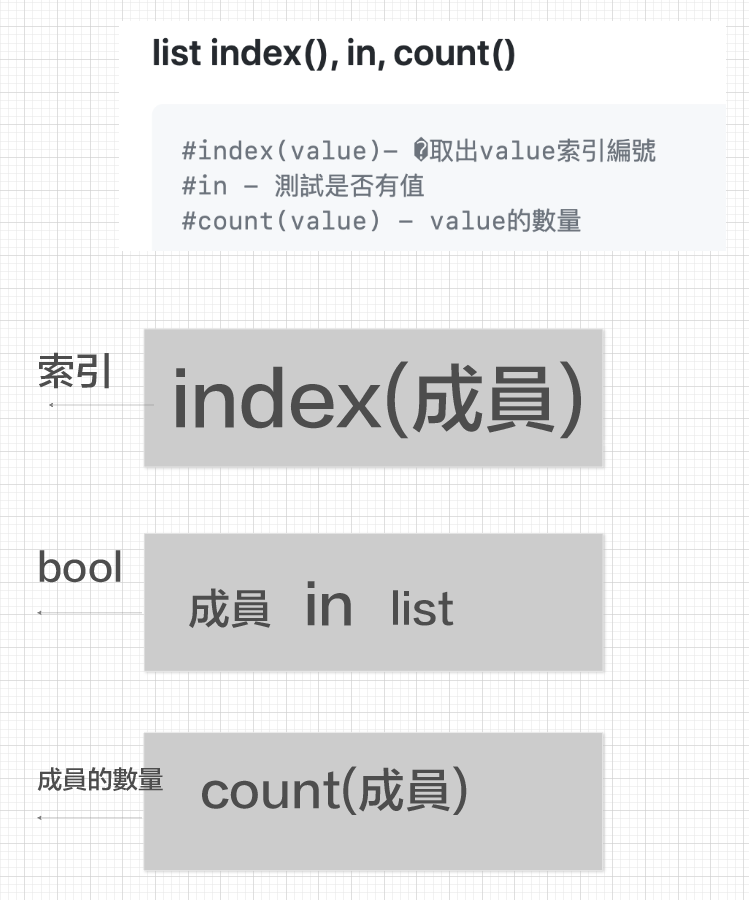 list index(), in, count()
#index(value)– �取出value索引編號
#in – 測試是否有值
#count(value) – value的數量
索引
index(成員)
bool
成員 in list
成員的數量
count(成員)